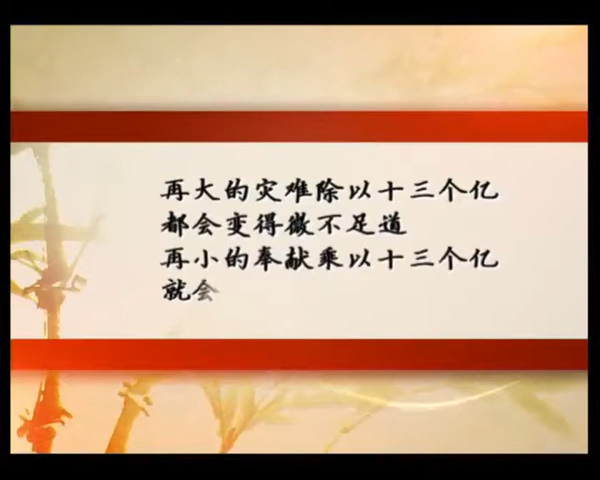 再大的灾难除以十三个亿
都会变得微不足道
再小的奉献乘以十三个亿
就会